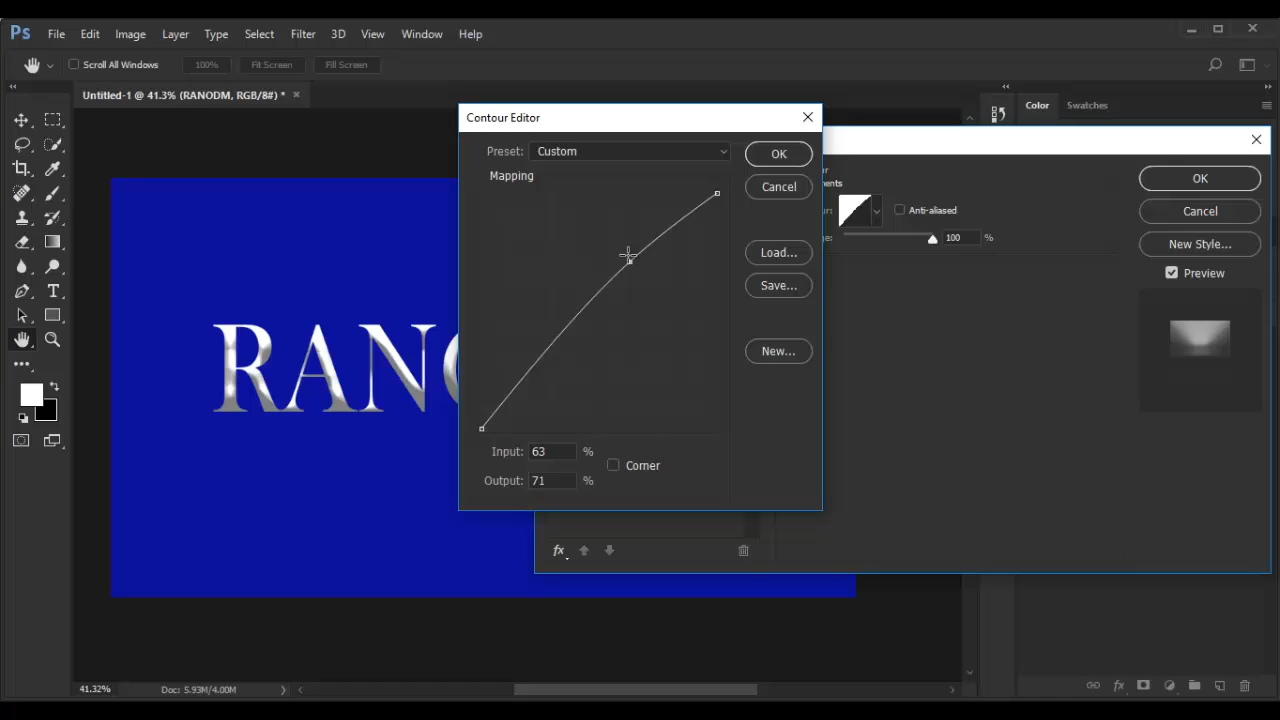 Ps File Edit Image Layer Type Select Filter 3D View Window Help
Scroll All Windows 100% Fit Screen Fill Screen
Untitled-1 @ 41.3% (RANODM, RGB/8#) * Color Swatches
Contour Editor
Preset: Custom OK
Mapping
Cancel
Load...
Save...
New...
Input: 63 %
Corner
Output: 71 %
OK
Anti-aliased
Cancel
100 %
New Style...
Preview
RANO
fx
T
41.32% Doc: 5.93M/4.00M
fx